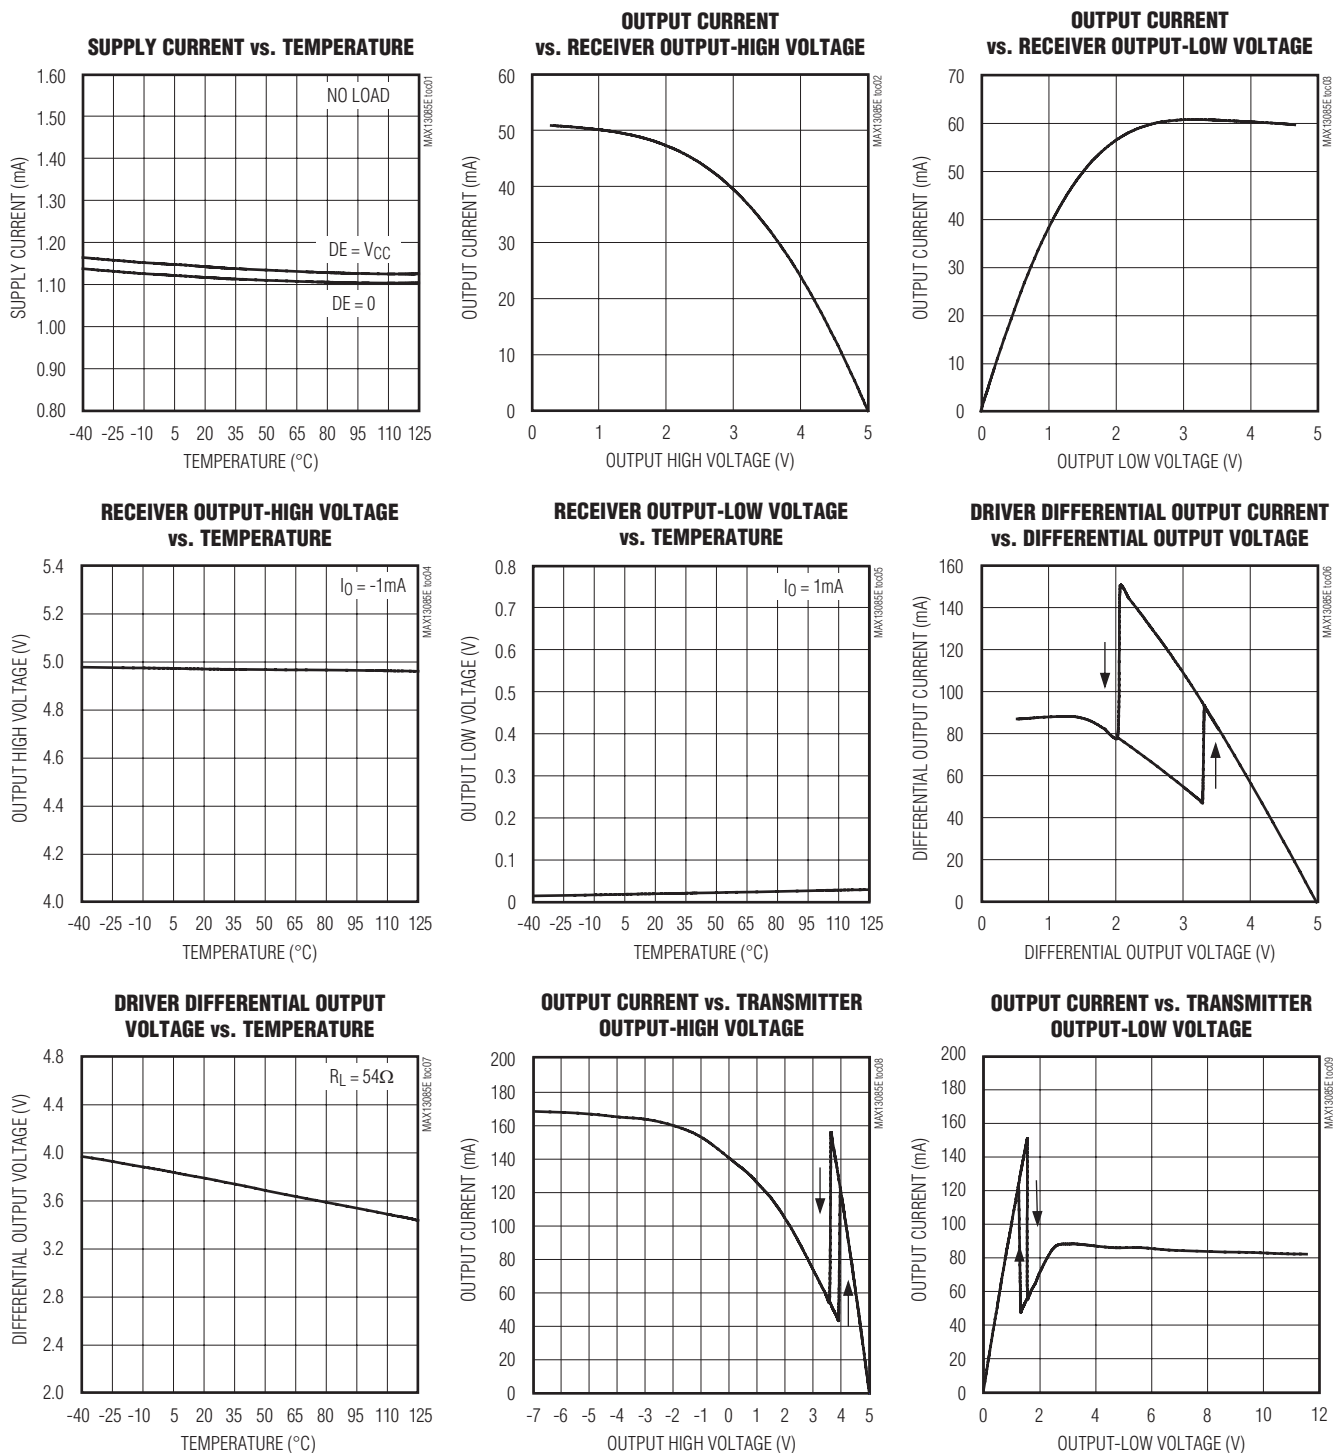 SUPPLY CURRENT vs. TEMPERATURE
1.60
1.50
1.40
1.30
1.20
1.10
1.00
0.90
0.80
SUPPLY CURRENT (mA)
NO LOAD
DE = VCC
DE = 0
MAX13085E toc01
-40 -25 -10 5 20 35 50 65 80 95 110 125
TEMPERATURE (°C)
OUTPUT CURRENT
vs. RECEIVER OUTPUT-HIGH VOLTAGE
60
50
40
30
20
10
0
OUTPUT CURRENT (mA)
MAX13085E toc02
0 1 2 3 4 5
OUTPUT HIGH VOLTAGE (V)
OUTPUT CURRENT
vs. RECEIVER OUTPUT-LOW VOLTAGE
70
60
50
40
30
20
10
0
OUTPUT CURRENT (mA)
MAX13085E toc03
0 1 2 3 4 5
OUTPUT LOW VOLTAGE (V)
RECEIVER OUTPUT-HIGH VOLTAGE
vs. TEMPERATURE
5.4
5.2
5.0
4.8
4.6
4.4
4.2
4.0
OUTPUT HIGH VOLTAGE (V)
IO = -1mA
MAX13085E toc04
-40 -25 -10 5 20 35 50 65 80 95 110 125
TEMPERATURE (°C)
RECEIVER OUTPUT-LOW VOLTAGE
vs. TEMPERATURE
0.8
0.7
0.6
0.5
0.4
0.3
0.2
0.1
0
OUTPUT LOW VOLTAGE (V)
IO = 1mA
MAX13085E toc05
-40 -25 -10 5 20 35 50 65 80 95 110 125
TEMPERATURE (°C)
DRIVER DIFFERENTIAL OUTPUT CURRENT
vs. DIFFERENTIAL OUTPUT VOLTAGE
160
140
120
100
80
60
40
20
0
DIFFERENTIAL OUTPUT CURRENT (mA)
MAX13085E toc06
0 1 2 3 4 5
DIFFERENTIAL OUTPUT VOLTAGE (V)
DRIVER DIFFERENTIAL OUTPUT
VOLTAGE vs. TEMPERATURE
4.8
4.4
4.0
3.6
3.2
2.8
2.4
2.0
DIFFERENTIAL OUTPUT VOLTAGE (V)
RL = 54Ω
MAX13085E toc07
-40 -25 -10 5 20 35 50 65 80 95 110 125
TEMPERATURE (°C)
OUTPUT CURRENT vs. TRANSMITTER
OUTPUT-HIGH VOLTAGE
200
180
160
140
120
100
80
60
40
20
0
OUTPUT CURRENT (mA)
MAX13085E toc08
-7 -6 -5 -4 -3 -2 -1 0 1 2 3 4 5
OUTPUT HIGH VOLTAGE (V)
OUTPUT CURRENT vs. TRANSMITTER
OUTPUT-LOW VOLTAGE
200
180
160
140
120
100
80
60
40
20
0
OUTPUT CURRENT (mA)
MAX13085E toc09
0 2 4 6 8 10 12
OUTPUT-LOW VOLTAGE (V)